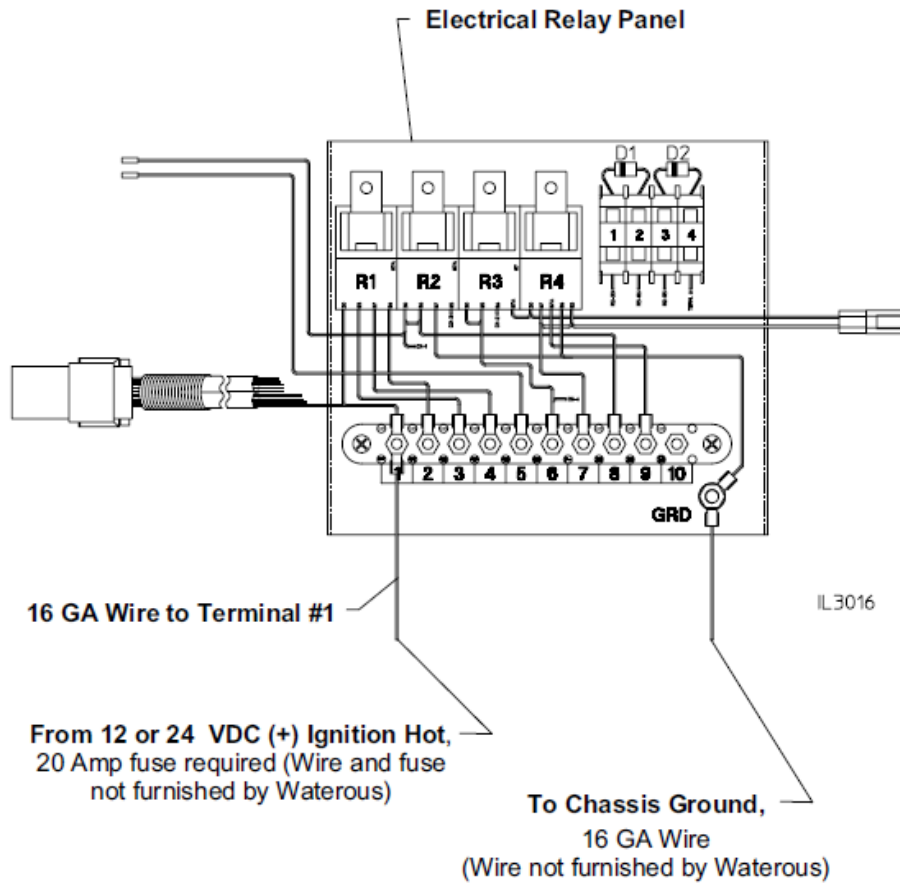 Electrical Relay Panel
D1 D2
1 2 3 4
R1 R2 R3 R4
1 2 3 4 5 6 7 8 9 10
GRD
16 GA Wire to Terminal #1
IL3016
From 12 or 24 VDC (+) Ignition Hot,
20 Amp fuse required (Wire and fuse
not furnished by Waterous)
To Chassis Ground,
16 GA Wire
(Wire not furnished by Waterous)